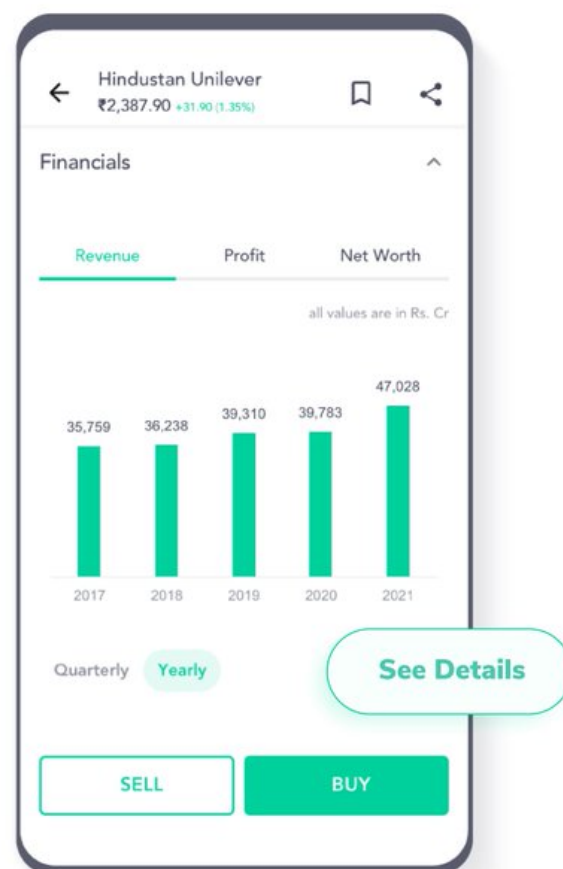 Hindustan Unilever
₹2,387.90 +31.90 (1.35%)
Financials
Revenue Profit Net Worth
all values are in Rs. Cr
35,759 36,238 39,310 39,783 47,028
2017 2018 2019 2020 2021
Quarterly Yearly
See Details
SELL BUY